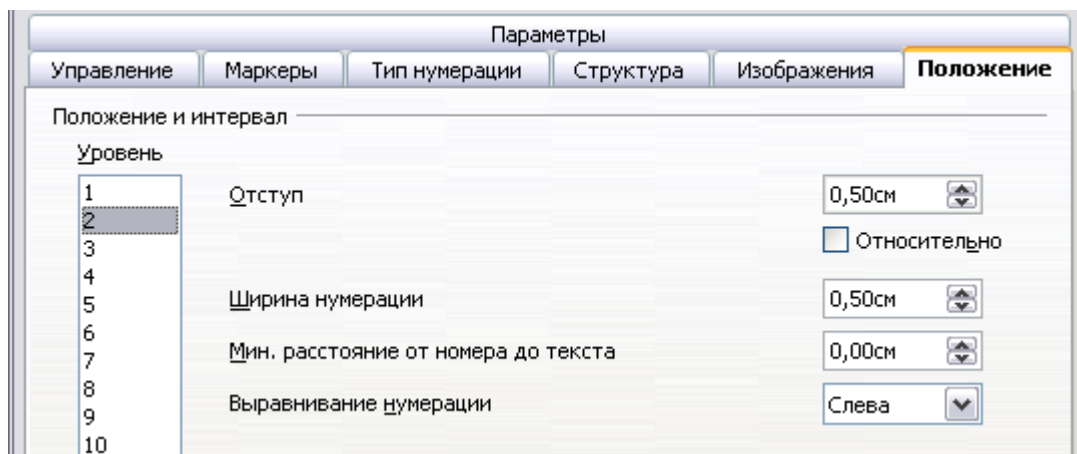 Параметры
Управление Маркеры Тип нумерации Структура Изображения Положение
Положение и интервал
Уровень
1 Отступ 0,50см
2
3 Относительно
4
5 Ширина нумерации 0,50см
6
7 Мин. расстояние от номера до текста 0,00см
8
9 Выравнивание нумерации Слева
10